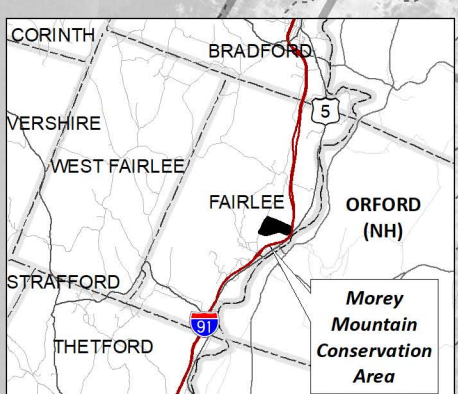 CORINTH
BRADFORD
5
VERSHIRE
WEST FAIRLEE
FAIRLEE
ORFORD
(NH)
STRAFFORD
91
THETFORD
Morey
Mountain
Conservation
Area